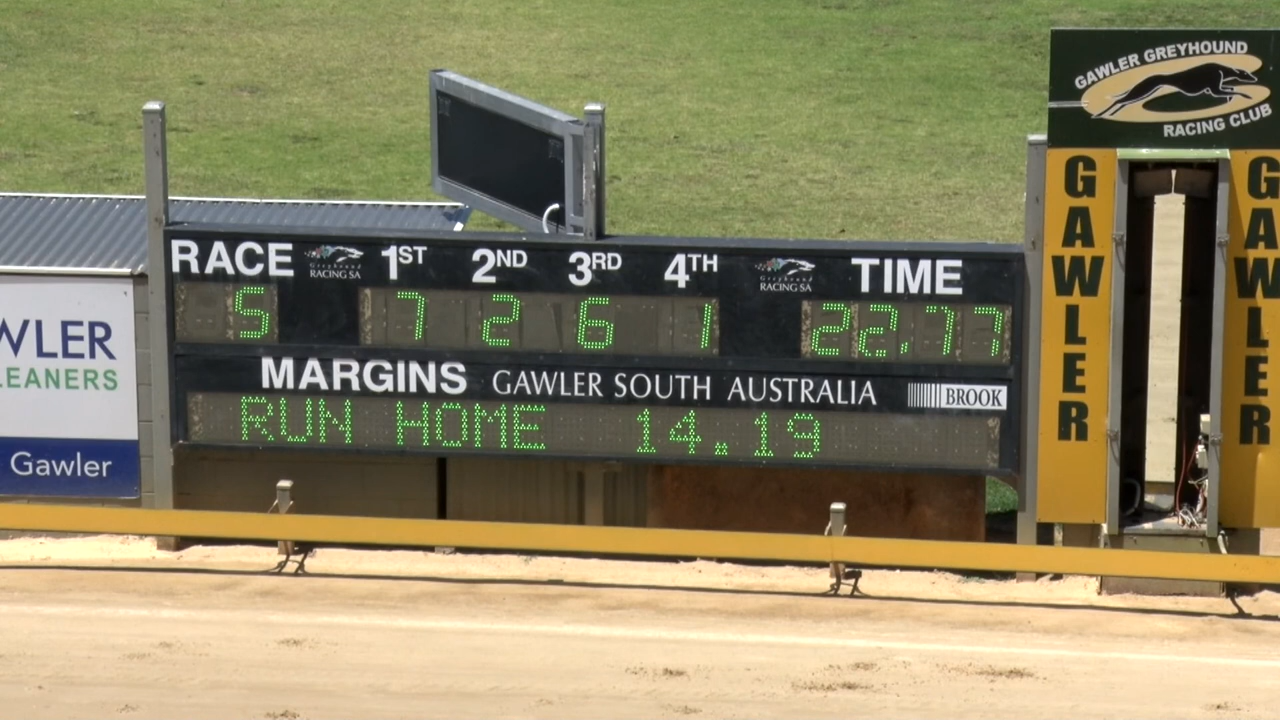 GAWLER GREYHOUND
RACING CLUB
GAWLER
GAWLER
RACE
Greyhound
RACING SA
1ST 2ND 3RD 4TH
Greyhound
RACING SA
TIME
5 7 2 6 1 22.77
MARGINS GAWLER SOUTH AUSTRALIA BROOK
RUN HOME 14.19
WLER
LEANERS
Gawler